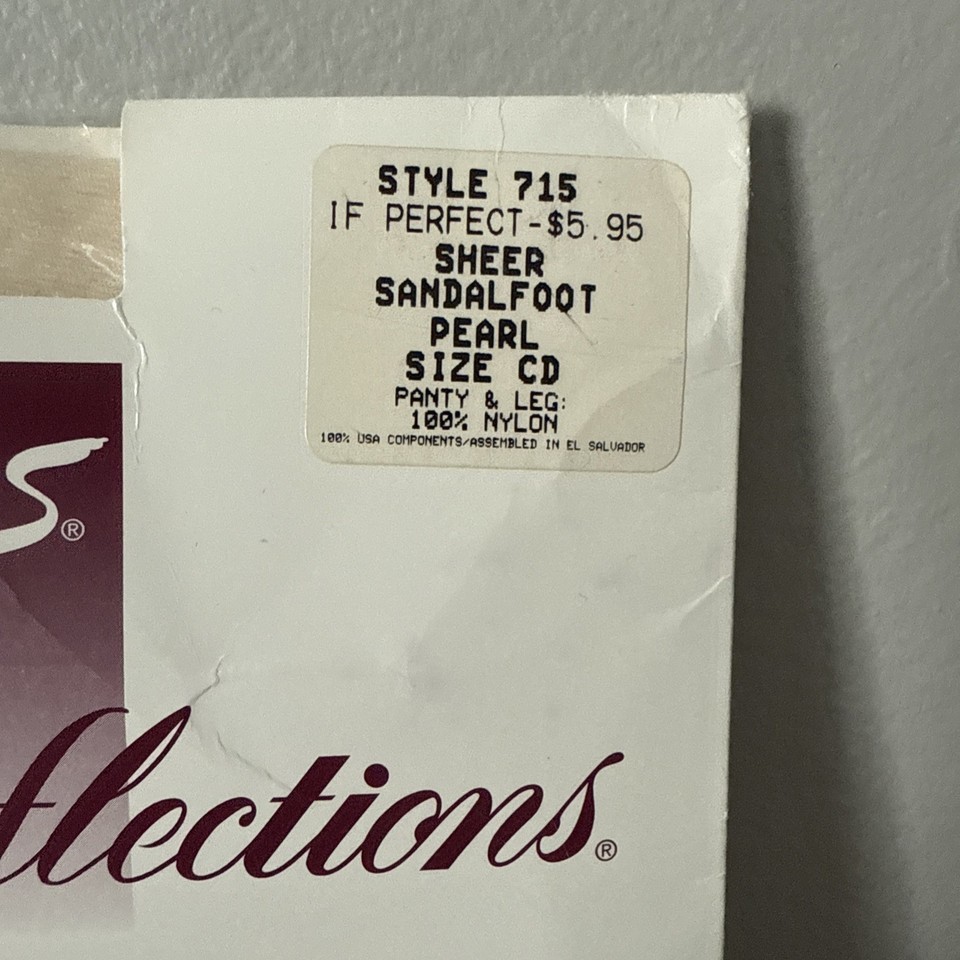 STYLE 715
IF PERFECT-$5.95
SHEER
SANDALFOOT
PEARL
SIZE CD
PANTY & LEG:
100% NYLON
100% USA COMPONENTS/ASSEMBLED IN EL SALVADOR
S®
flections®